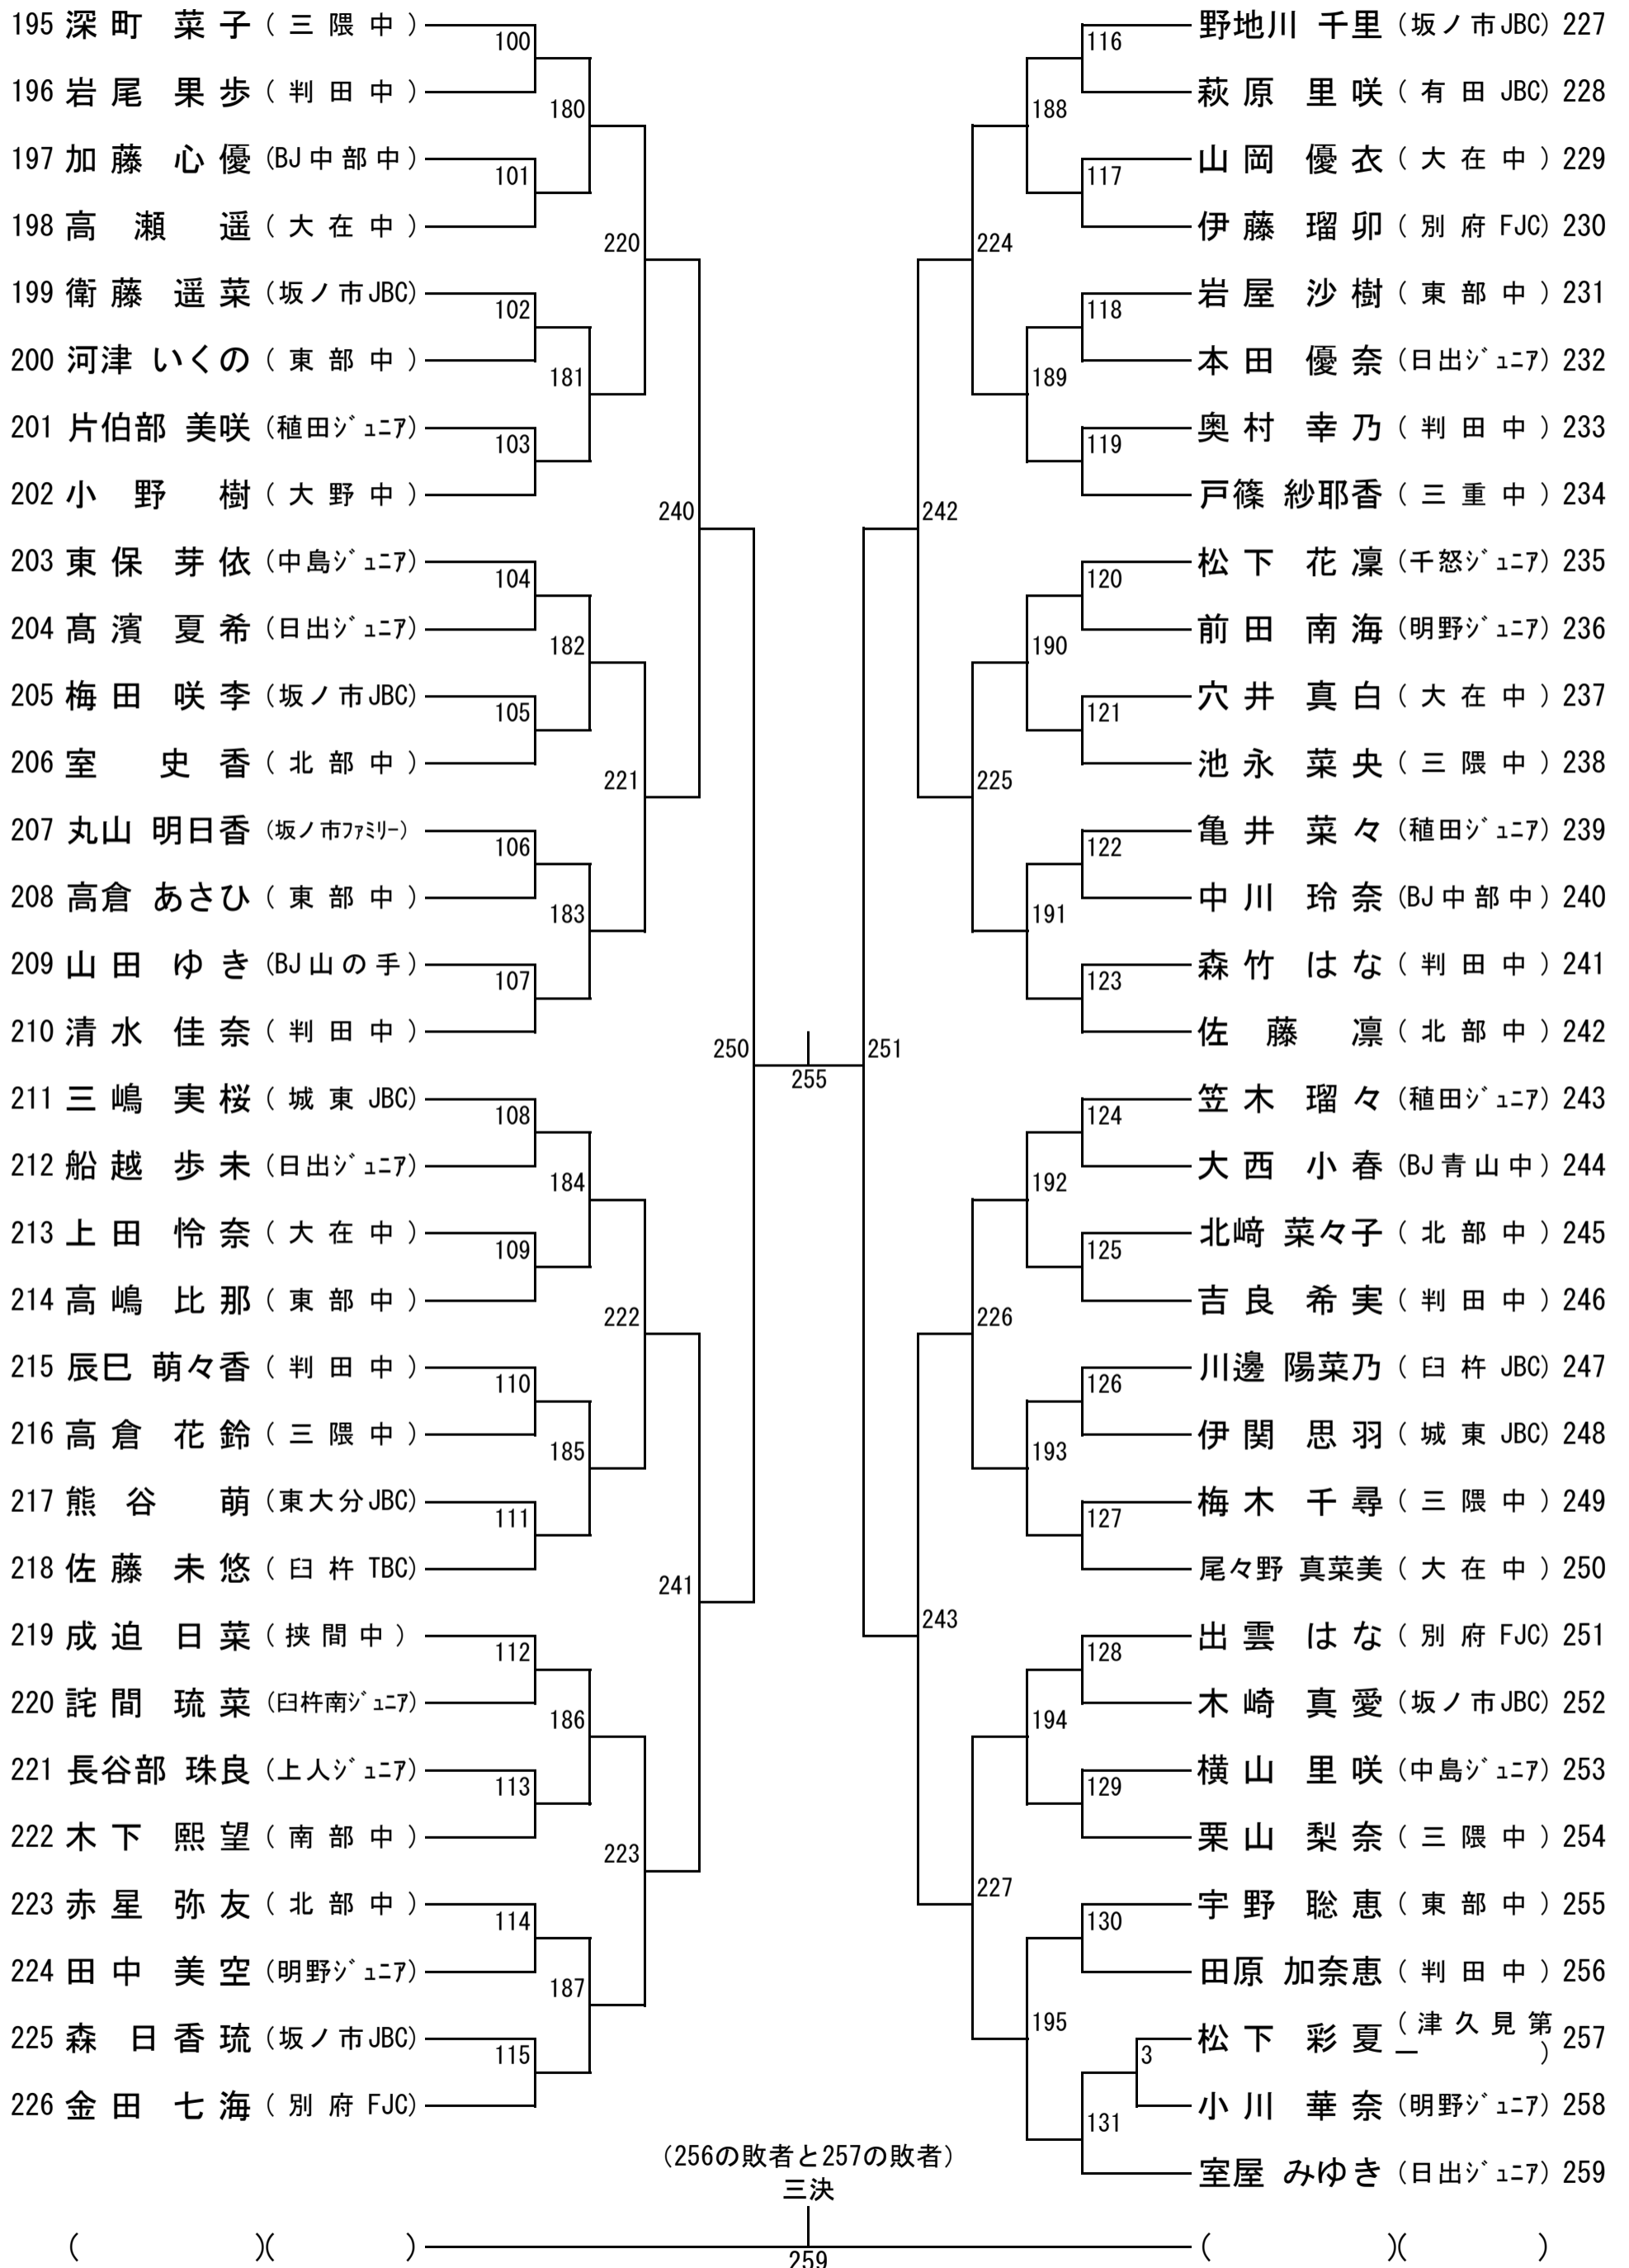 195 深町 菜子 (三隈中)
100
196 岩尾 果歩 (判田中)
180
197 加藤 心優 (BJ中部中)
101
198 高瀬 遥 (大在中)
220
199 衛藤 遥菜 (坂ノ市JBC)
102
200 河津 いくの (東部中)
181
201 片伯部 美咲 (稙田ｼﾞｭﾆｱ)
103
202 小野 樹 (大野中)
240
203 東保 芽依 (中島ｼﾞｭﾆｱ)
104
204 髙濱 夏希 (日出ｼﾞｭﾆｱ)
182
205 梅田 咲李 (坂ノ市JBC)
105
206 室 史香 (北部中)
221
207 丸山 明日香 (坂ノ市ﾌｧﾐﾘｰ)
106
208 高倉 あさひ (東部中)
183
209 山田 ゆき (BJ山の手)
107
210 清水 佳奈 (判田中)
250
211 三嶋 実桜 (城東JBC)
108
212 船越 歩未 (日出ｼﾞｭﾆｱ)
184
213 上田 怜奈 (大在中)
109
214 高嶋 比那 (東部中)
222
215 辰巳 萌々香 (判田中)
110
216 高倉 花鈴 (三隈中)
185
217 熊谷 萌 (東大分JBC)
111
218 佐藤 未悠 (臼杵TBC)
241
219 成迫 日菜 (挾間中)
112
220 詫間 琉菜 (臼杵南ｼﾞｭﾆｱ)
186
221 長谷部 珠良 (上人ｼﾞｭﾆｱ)
113
222 木下 熙望 (南部中)
223
223 赤星 弥友 (北部中)
114
224 田中 美空 (明野ｼﾞｭﾆｱ)
187
225 森 日香琉 (坂ノ市JBC)
115
226 金田 七海 (別府FJC)
255
野地川 千里 (坂ノ市JBC) 227
116
萩原 里咲 (有田JBC) 228
188
山岡 優衣 (大在中) 229
117
伊藤 瑠卯 (別府FJC) 230
224
岩屋 沙樹 (東部中) 231
118
本田 優奈 (日出ｼﾞｭﾆｱ) 232
189
奥村 幸乃 (判田中) 233
119
戸篠 紗耶香 (三重中) 234
242
松下 花凜 (千怒ｼﾞｭﾆｱ) 235
120
前田 南海 (明野ｼﾞｭﾆｱ) 236
190
穴井 真白 (大在中) 237
121
池永 菜央 (三隈中) 238
225
亀井 菜々 (稙田ｼﾞｭﾆｱ) 239
122
中川 玲奈 (BJ中部中) 240
191
森竹 はな (判田中) 241
123
佐藤 凛 (北部中) 242
251
笠木 瑠々 (稙田ｼﾞｭﾆｱ) 243
124
大西 小春 (BJ青山中) 244
192
北﨑 菜々子 (北部中) 245
125
吉良 希実 (判田中) 246
226
川邊 陽菜乃 (臼杵JBC) 247
126
伊関 思羽 (城東JBC) 248
193
梅木 千尋 (三隈中) 249
127
尾々野 真菜美 (大在中) 250
243
出雲 はな (別府FJC) 251
128
木崎 真愛 (坂ノ市JBC) 252
194
横山 里咲 (中島ｼﾞｭﾆｱ) 253
129
栗山 梨奈 (三隈中) 254
227
宇野 聡恵 (東部中) 255
130
田原 加奈恵 (判田中) 256
195
松下 彩夏 (津久見第一) 257
3
小川 華奈 (明野ｼﾞｭﾆｱ) 258
131
室屋 みゆき (日出ｼﾞｭﾆｱ) 259
(256の敗者と257の敗者)
三決
( )( ) ( )( )
259